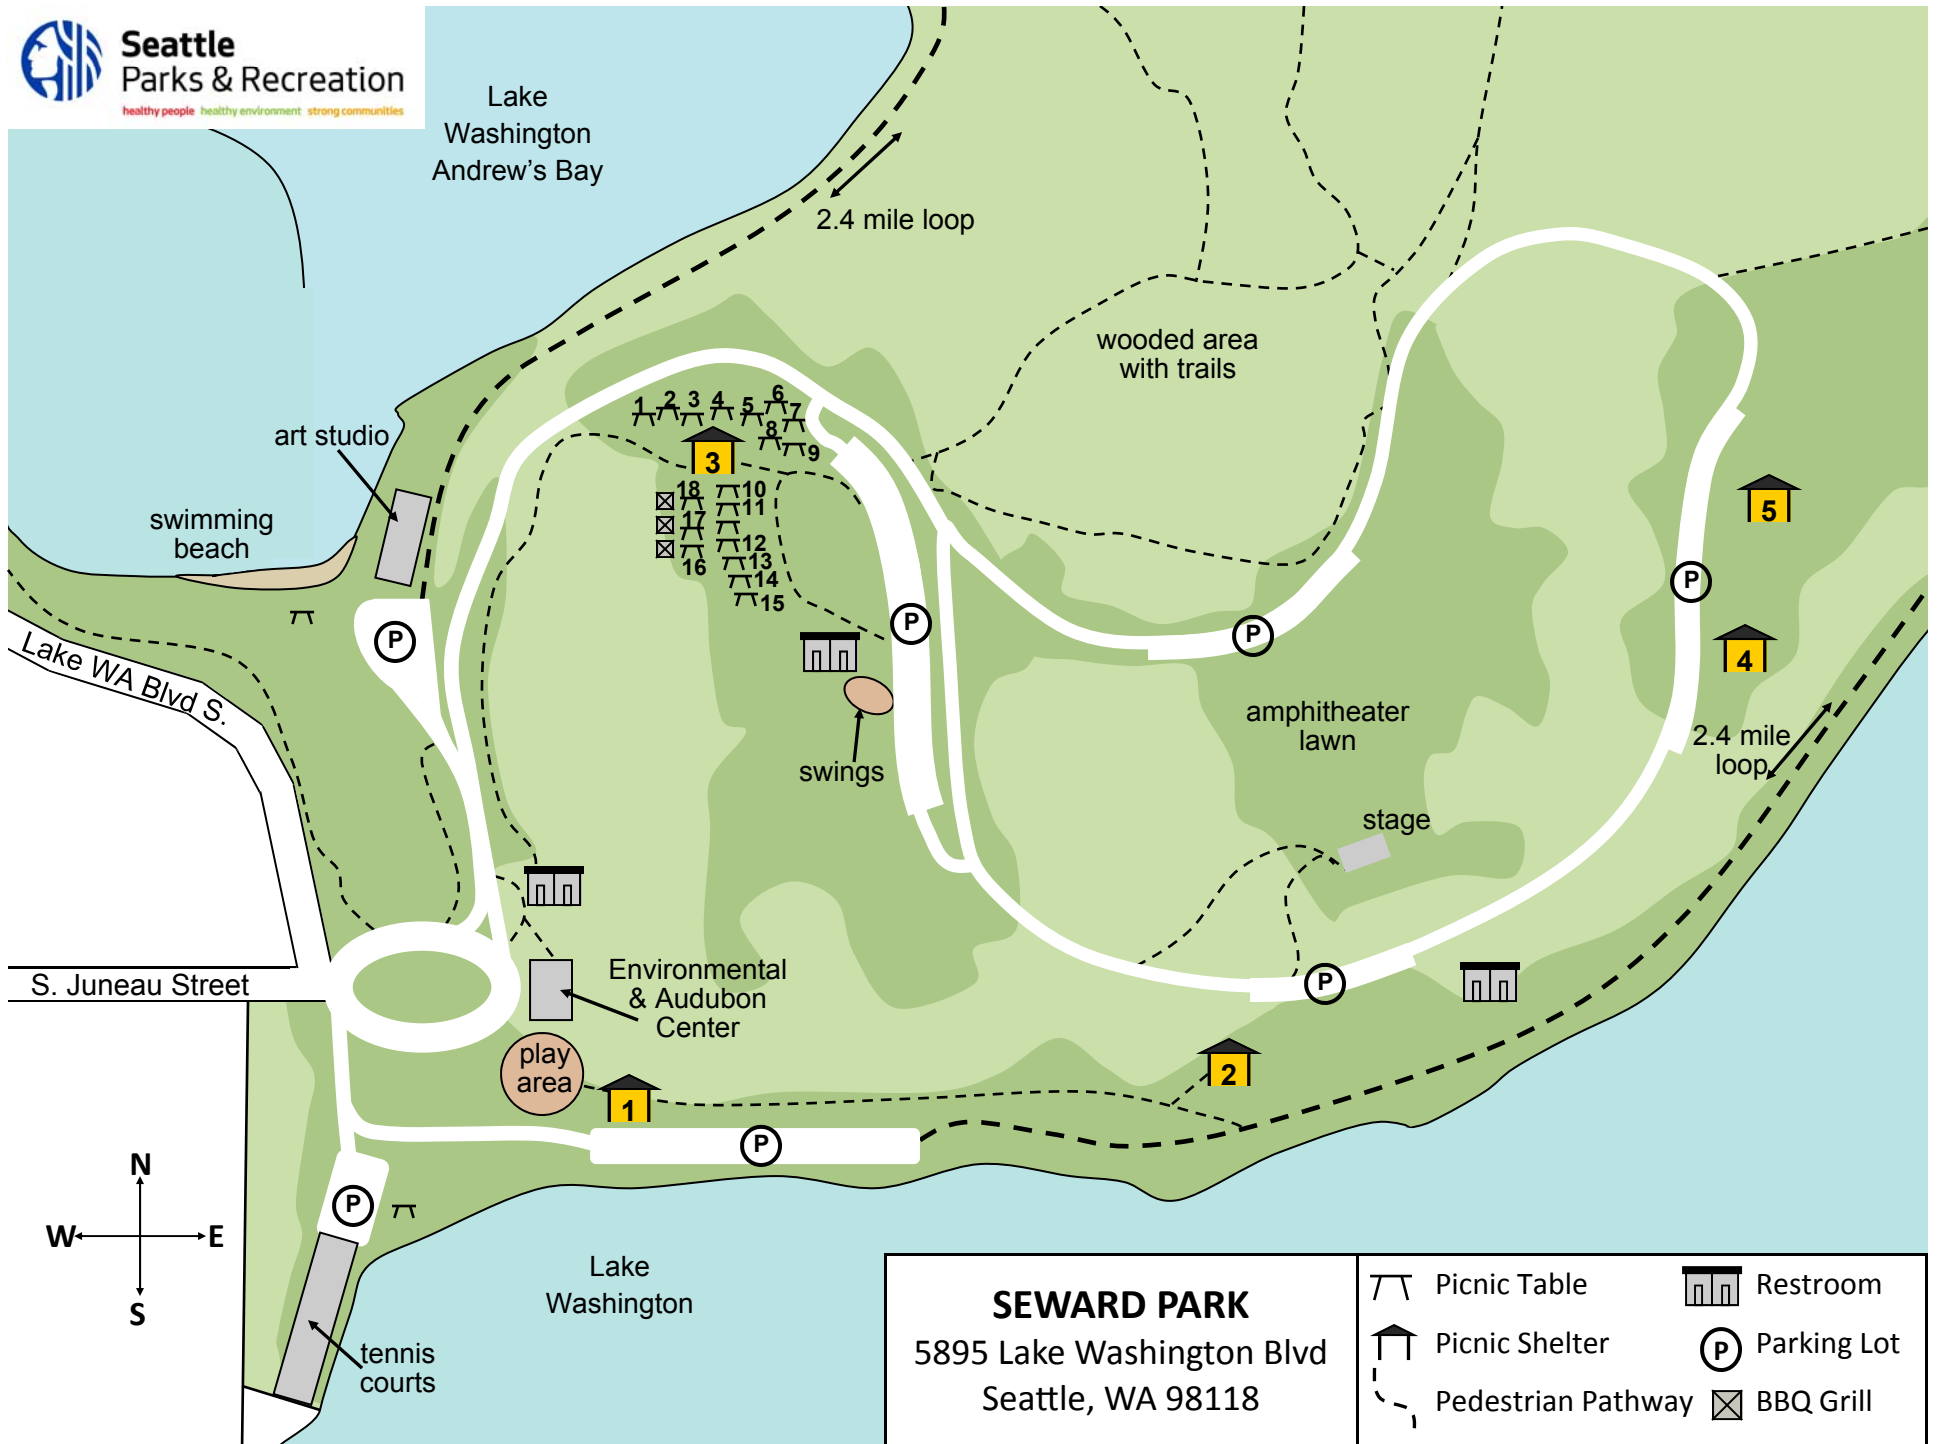 Seattle
Parks & Recreation
healthy people healthy environment strong communities
Lake
Washington
Andrew's Bay
2.4 mile loop
wooded area
with trails
art studio
swimming
beach
1
2
3
4
5
6
7
8
9
3
18
10
11
17
12
13
16
14
15
5
P
P
P
P
4
Lake WA Blvd S.
amphitheater
lawn
2.4 mile
loop
swings
stage
S. Juneau Street
Environmental
& Audubon
Center
P
play
area
1
2
P
P
N
W
E
S
Lake
Washington
tennis
courts
SEWARD PARK
5895 Lake Washington Blvd
Seattle, WA 98118
Picnic Table
Restroom
Picnic Shelter
P
Parking Lot
Pedestrian Pathway
BBQ Grill